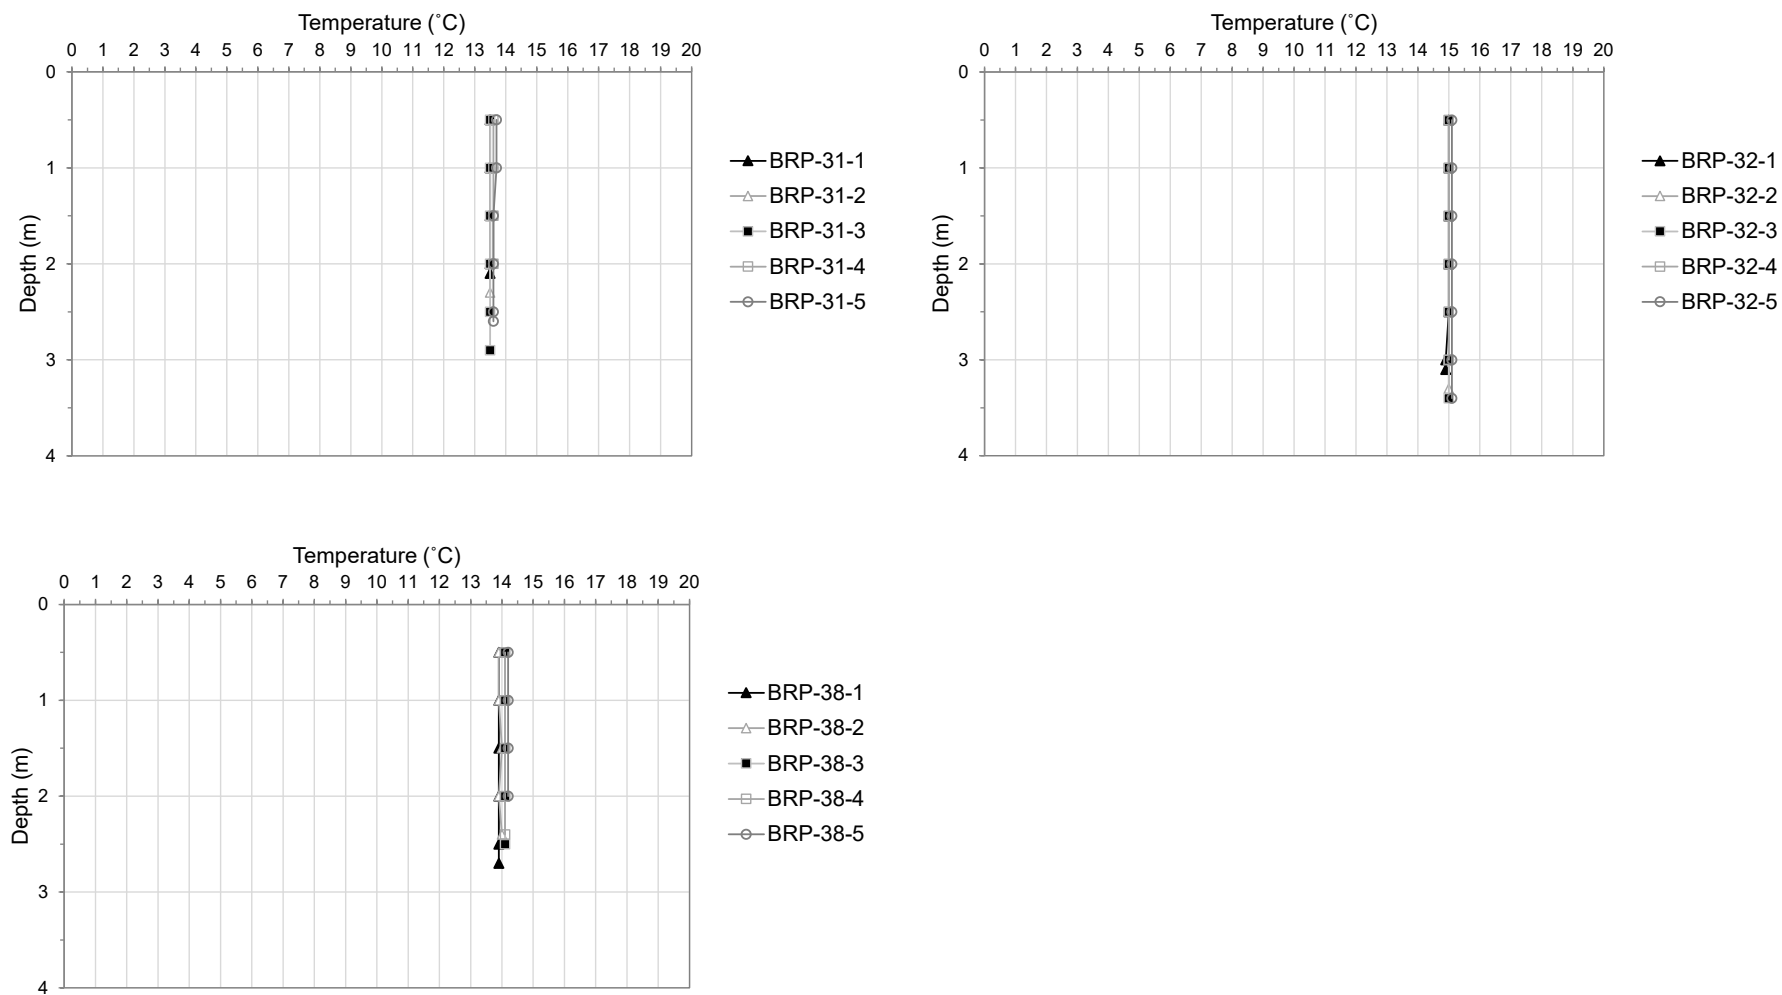 Temperature (˚C)
0 1 2 3 4 5 6 7 8 9 10 11 12 13 14 15 16 17 18 19 20
0
1
2
3
4
Depth (m)
BRP-31-1
BRP-31-2
BRP-31-3
BRP-31-4
BRP-31-5
Temperature (˚C)
0 1 2 3 4 5 6 7 8 9 10 11 12 13 14 15 16 17 18 19 20
0
1
2
3
4
Depth (m)
BRP-32-1
BRP-32-2
BRP-32-3
BRP-32-4
BRP-32-5
Temperature (˚C)
0 1 2 3 4 5 6 7 8 9 10 11 12 13 14 15 16 17 18 19 20
0
1
2
3
4
Depth (m)
BRP-38-1
BRP-38-2
BRP-38-3
BRP-38-4
BRP-38-5